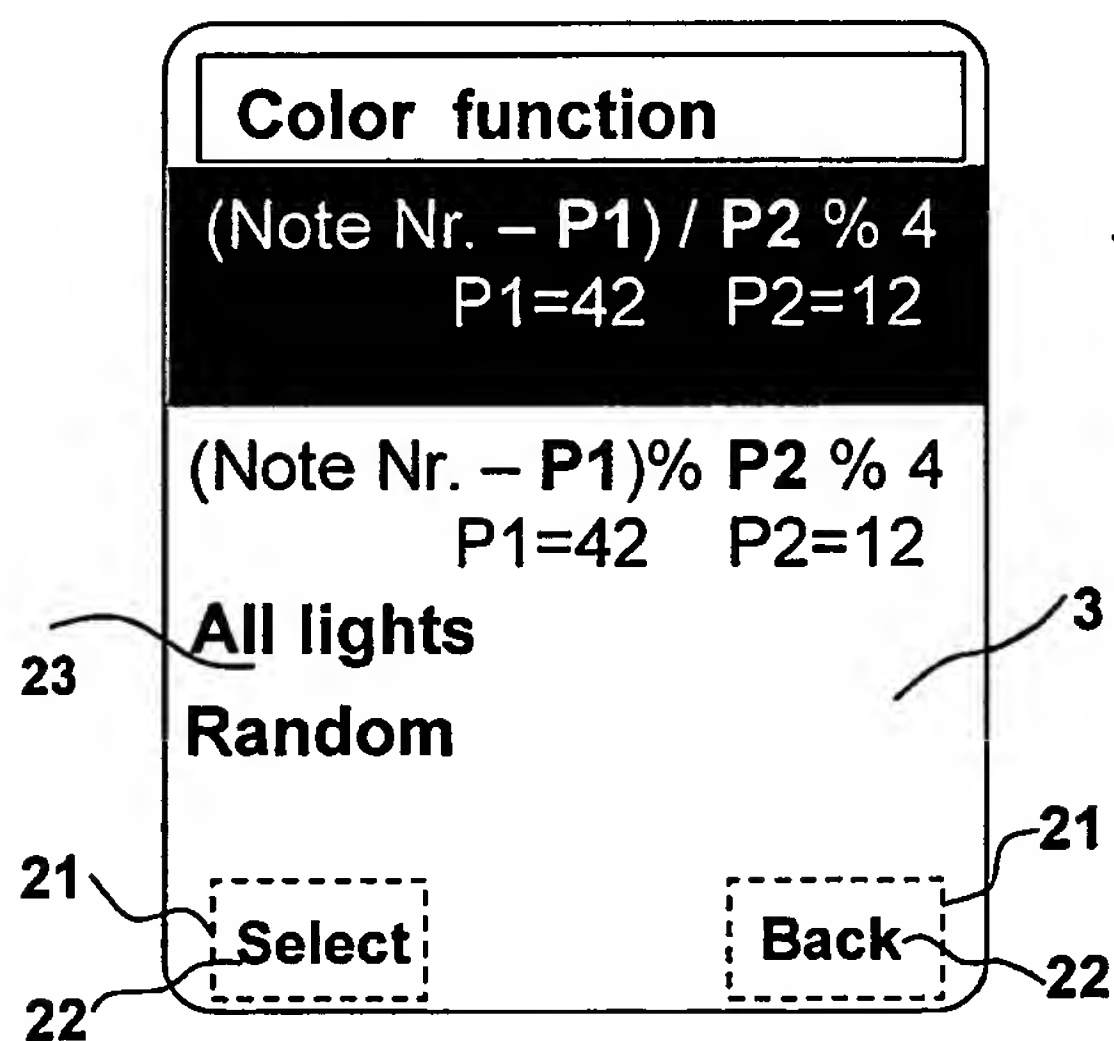 Color function
(Note Nr. – P1) / P2 % 4
P1=42 P2=12
(Note Nr. – P1)% P2 % 4
P1=42 P2=12
All lights
3
23
Random
21
21
Select
Back
22
22